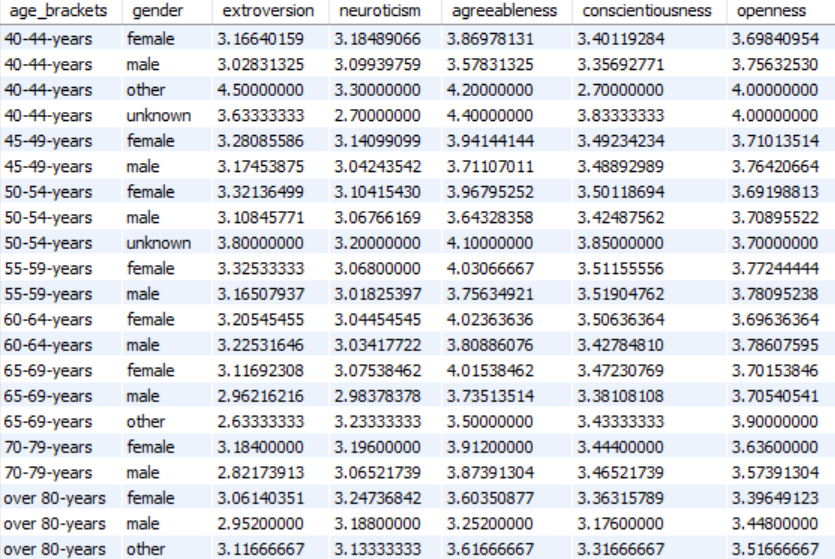 age_brackets gender extroversion neuroticism agreeableness conscientiousness openness
40-44-years female 3.16640159 3.18489066 3.86978131 3.40119284 3.69840954
40-44-years male 3.02831325 3.09939759 3.57831325 3.35692771 3.75632530
40-44-years other 4.50000000 3.30000000 4.20000000 2.70000000 4.00000000
40-44-years unknown 3.63333333 2.70000000 4.40000000 3.83333333 4.00000000
45-49-years female 3.28085586 3.14099099 3.94144144 3.49234234 3.71013514
45-49-years male 3.17453875 3.04243542 3.71107011 3.48892989 3.76420664
50-54-years female 3.32136499 3.10415430 3.96795252 3.50118694 3.69198813
50-54-years male 3.10845771 3.06766169 3.64328358 3.42487562 3.70895522
50-54-years unknown 3.80000000 3.20000000 4.10000000 3.85000000 3.70000000
55-59-years female 3.32533333 3.06800000 4.03066667 3.51155556 3.77244444
55-59-years male 3.16507937 3.01825397 3.75634921 3.51904762 3.78095238
60-64-years female 3.20545455 3.04454545 4.02363636 3.50636364 3.69636364
60-64-years male 3.22531646 3.03417722 3.80886076 3.42784810 3.78607595
65-69-years female 3.11692308 3.07538462 4.01538462 3.47230769 3.70153846
65-69-years male 2.96216216 2.98378378 3.73513514 3.38108108 3.70540541
65-69-years other 2.63333333 3.23333333 3.50000000 3.43333333 3.90000000
70-79-years female 3.18400000 3.19600000 3.91200000 3.44400000 3.63600000
70-79-years male 2.82173913 3.06521739 3.87391304 3.46521739 3.57391304
over 80-years female 3.06140351 3.24736842 3.60350877 3.36315789 3.39649123
over 80-years male 2.95200000 3.18800000 3.25200000 3.17600000 3.44800000
over 80-years other 3.11666667 3.13333333 3.61666667 3.31666667 3.51666667